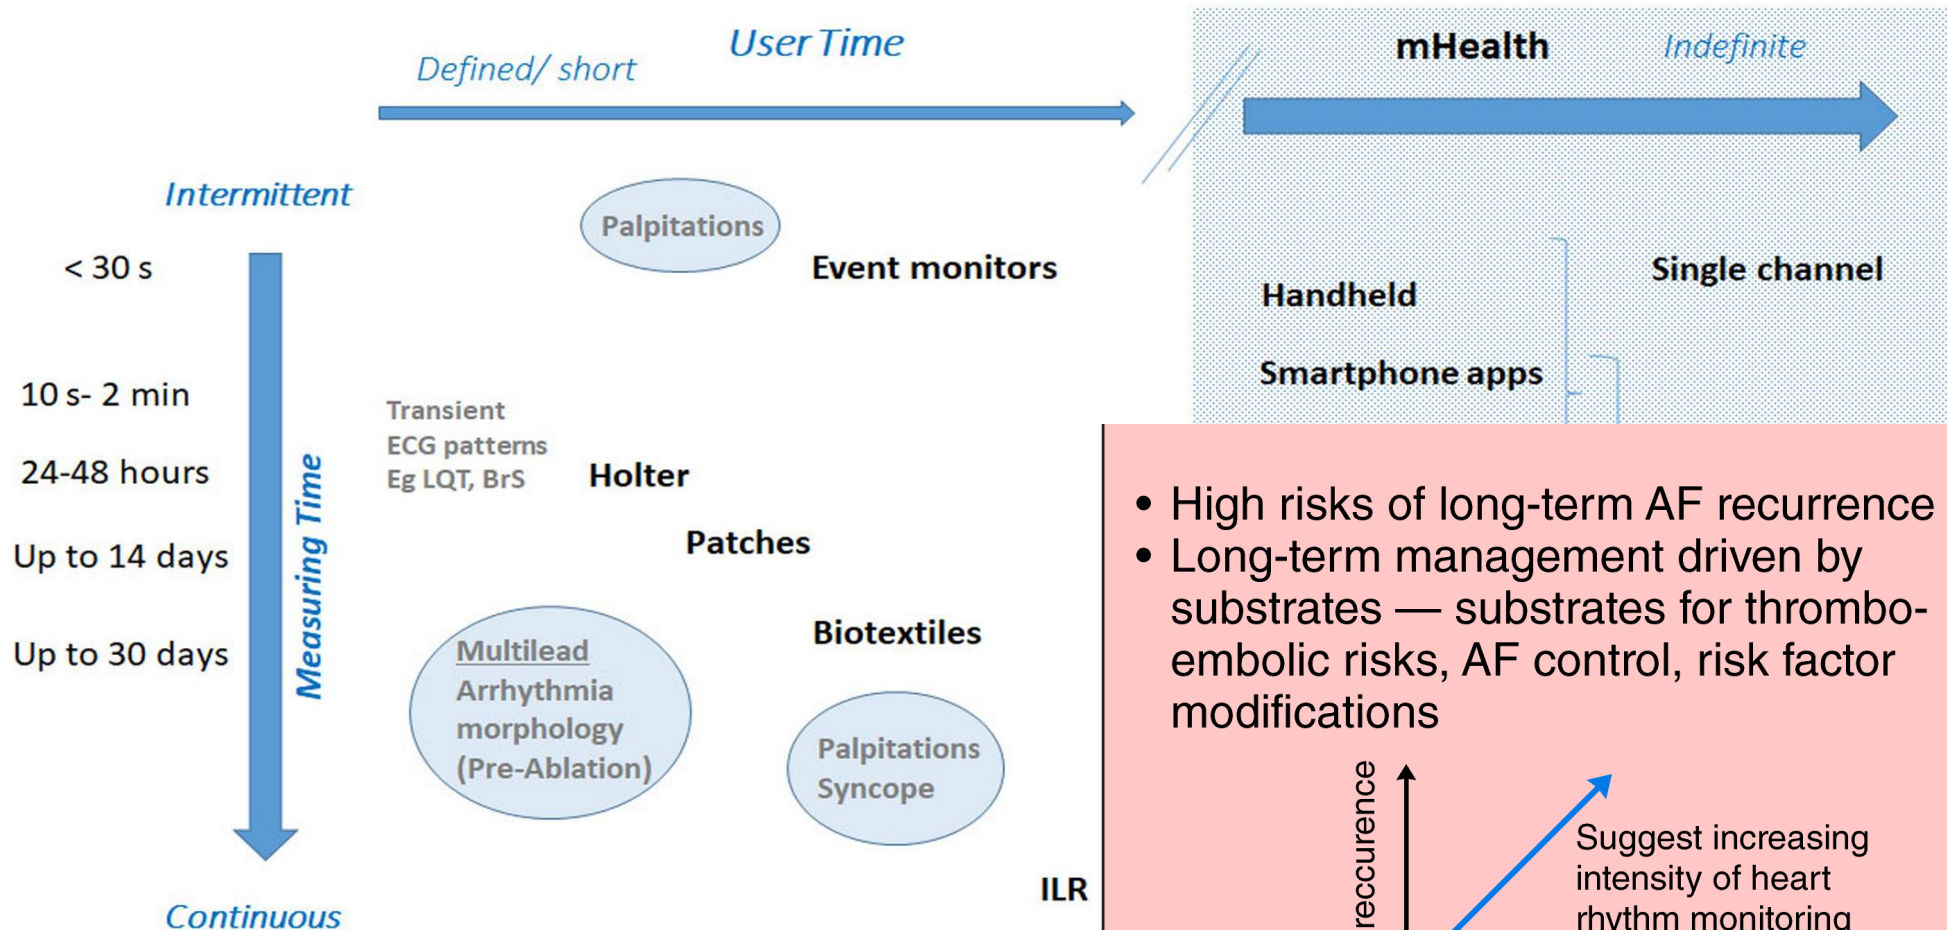 User Time
Defined/ short
mHealth
Indefinite
Intermittent
Palpitations
< 30 s
Event monitors
Single channel
Handheld
Smartphone apps
10 s- 2 min
Transient
ECG patterns
Eg LQT, BrS
24-48 hours
Holter
Measuring Time
Patches
Up to 14 days
Biotextiles
Up to 30 days
Multilead
Arrhythmia
morphology
(Pre-Ablation)
Palpitations
Syncope
ILR
Continuous
• High risks of long-term AF recurrence
• Long-term management driven by
substrates — substrates for thrombo-
embolic risks, AF control, risk factor
modifications
reccurence
Suggest increasing
intensity of heart
rhythm monitoring